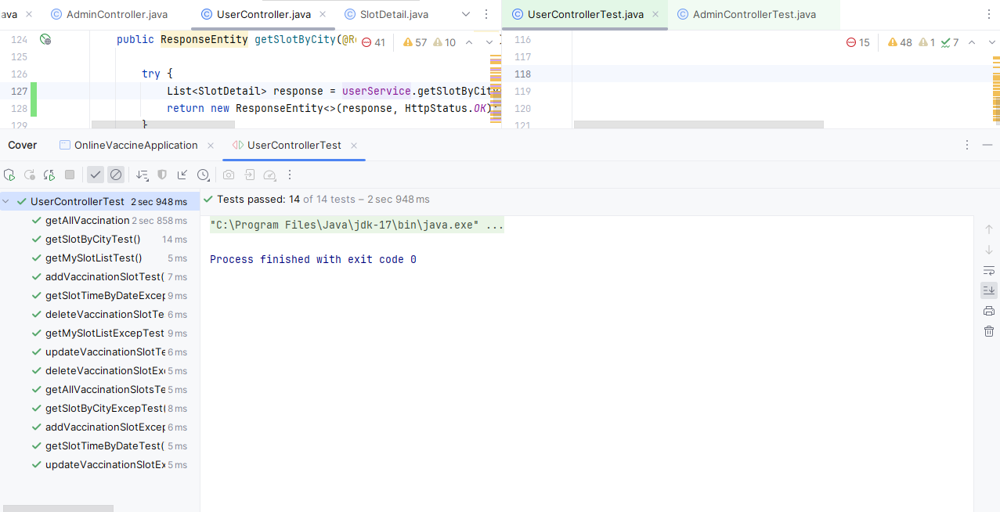 ava AdminController.java UserController.java SlotDetail.java UserControllerTest.java AdminControllerTest.java
124 public ResponseEntity getSlotByCity(@Re 41 57 10
125
126 try {
127 List<SlotDetail> response = userService.getSlotByCity
128 return new ResponseEntity<>(response, HttpStatus.OK);
129 }
116 15 48 1 7
117
118
119
120
121
Cover OnlineVaccineApplication UserControllerTest
UserControllerTest 2 sec 948 ms
getAllVaccination 2 sec 858 ms
getSlotByCityTest() 14 ms
getMySlotListTest() 5 ms
addVaccinationSlotTest( 7 ms
getSlotTimeByDateExcep 9 ms
deleteVaccinationSlotTe 6 ms
getMySlotListExcepTest 9 ms
updateVaccinationSlotTe 6 ms
deleteVaccinationSlotExc 5 ms
getAllVaccinationSlotsTe 5 ms
getSlotByCityExcepTest( 8 ms
addVaccinationSlotExcep 6 ms
getSlotTimeByDateTest( 5 ms
updateVaccinationSlotEx 5 ms
Tests passed: 14 of 14 tests – 2 sec 948 ms
"C:\Program Files\Java\jdk-17\bin\java.exe" ...
Process finished with exit code 0